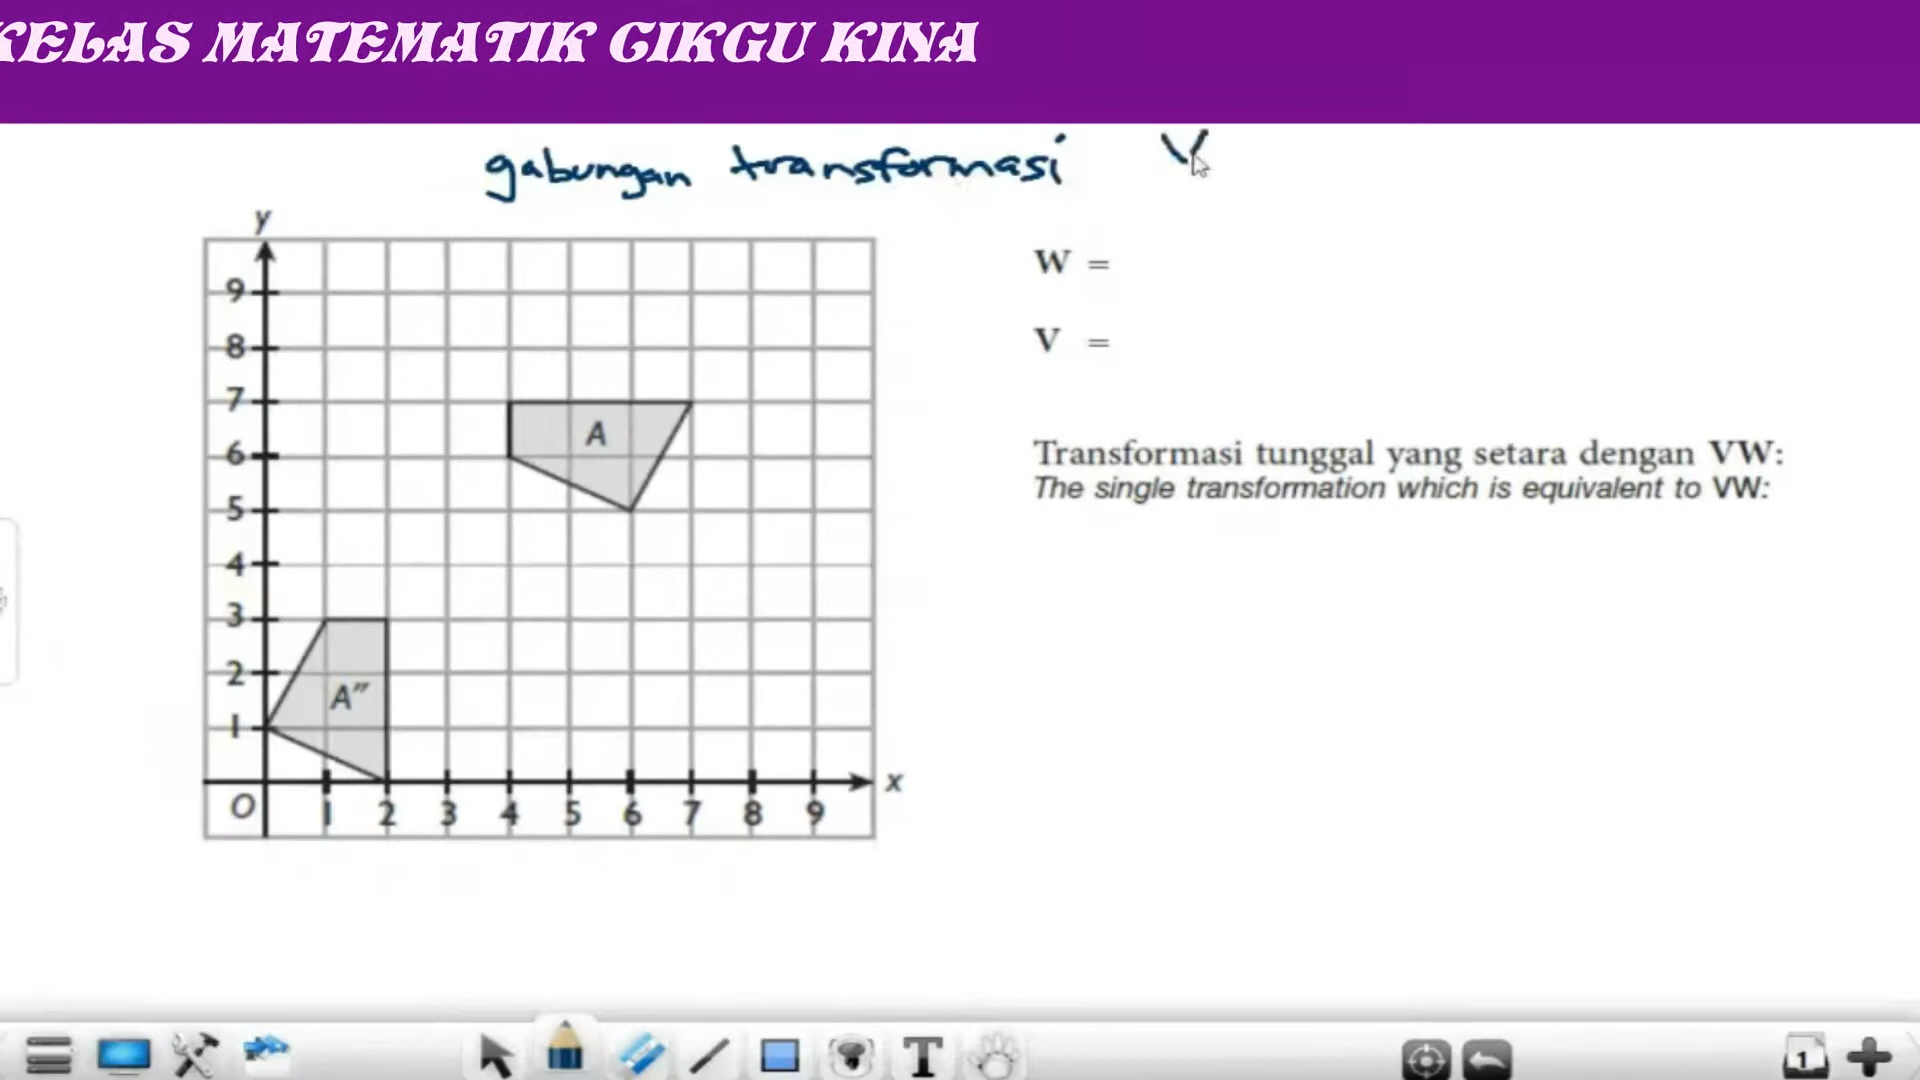 KELAS MATEMATIK CIKGU KINA
gabungan transformasi V
y
W =
9
V =
8
7
A
6
Transformasi tunggal yang setara dengan VW:
The single transformation which is equivalent to VW:
5
4
3
2
A″
1
x
O 1 2 3 4 5 6 7 8 9
T
1